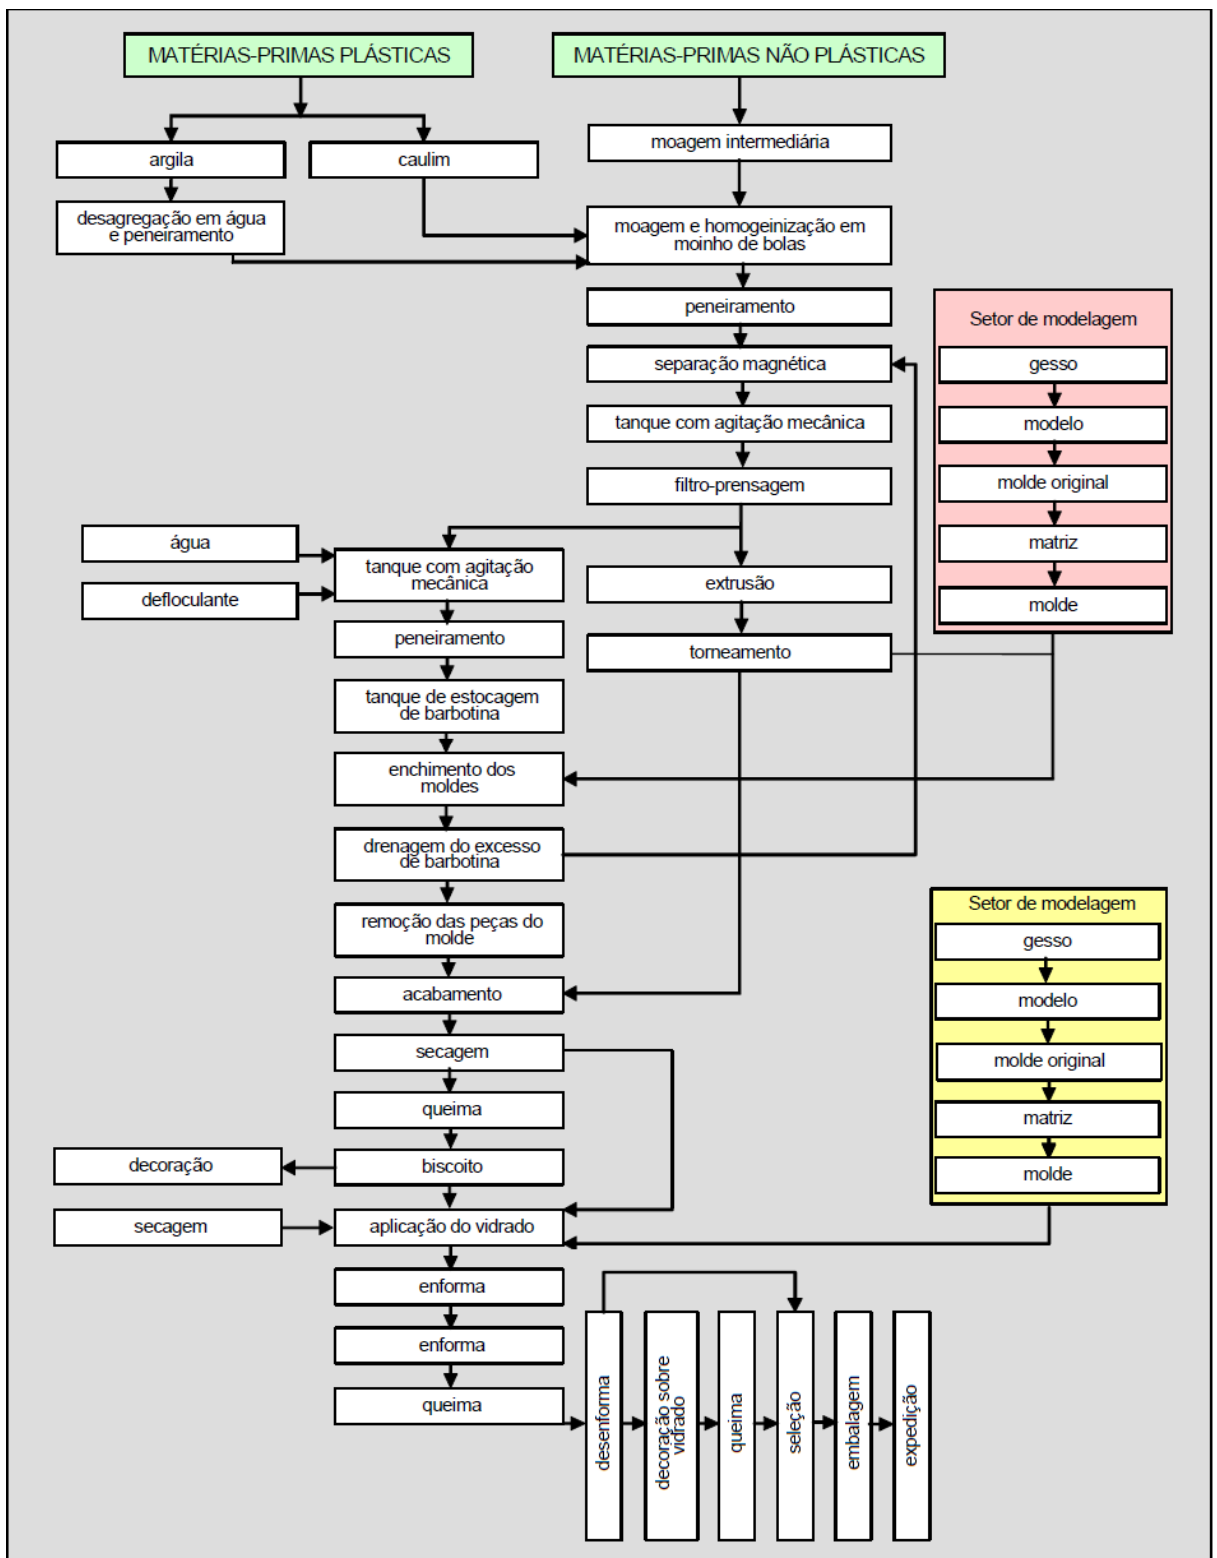 MATÉRIAS-PRIMAS PLÁSTICAS
MATÉRIAS-PRIMAS NÃO PLÁSTICAS
argila
caulim
moagem intermediária
desagregação em água
e peneiramento
moagem e homogeinização em
moinho de bolas
peneiramento
separação magnética
tanque com agitação mecânica
filtro-prensagem
Setor de modelagem
gesso
modelo
molde original
matriz
molde
água
defloculante
tanque com agitação
mecânica
extrusão
peneiramento
torneamento
tanque de estocagem
de barbotina
enchimento dos
moldes
drenagem do excesso
de barbotina
remoção das peças do
molde
acabamento
secagem
queima
biscoito
decoração
secagem
aplicação do vidrado
Setor de modelagem
gesso
modelo
molde original
matriz
molde
enforma
enforma
queima
desenforma
decoração sobre
vidrado
queima
seleção
embalagem
expedição